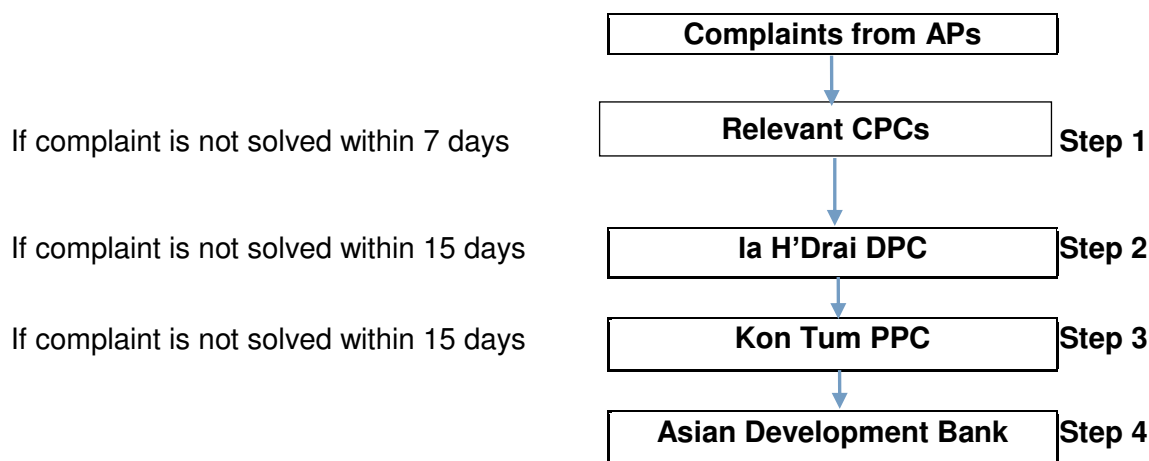 Complaints from APs
If complaint is not solved within 7 days Relevant CPCs Step 1
If complaint is not solved within 15 days Ia H’Drai DPC Step 2
If complaint is not solved within 15 days Kon Tum PPC Step 3
Asian Development Bank Step 4